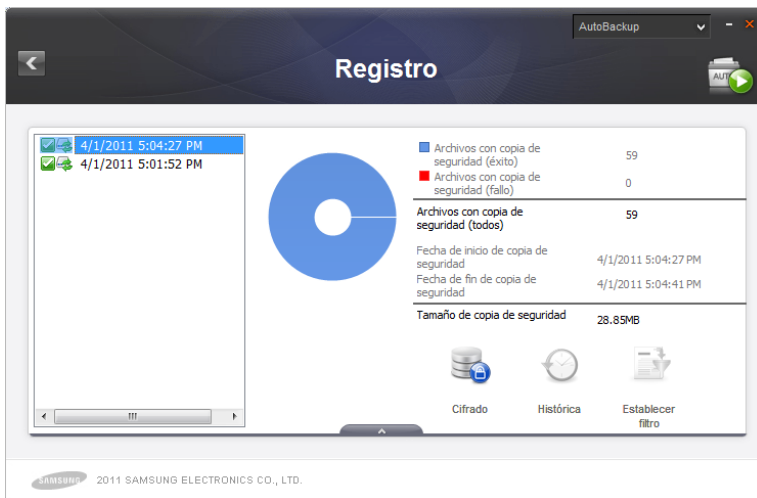 AutoBackup
Registro
AUT
4/1/2011 5:04:27 PM
4/1/2011 5:01:52 PM
Archivos con copia de
seguridad (éxito)
59
Archivos con copia de
seguridad (fallo)
0
Archivos con copia de
seguridad (todos)
59
Fecha de inicio de copia de
seguridad
4/1/2011 5:04:27 PM
Fecha de fin de copia de
seguridad
4/1/2011 5:04:41 PM
Tamaño de copia de seguridad
28.85MB
Cifrado
Histórica
Establecer
filtro
SAMSUNG
2011 SAMSUNG ELECTRONICS CO., LTD.